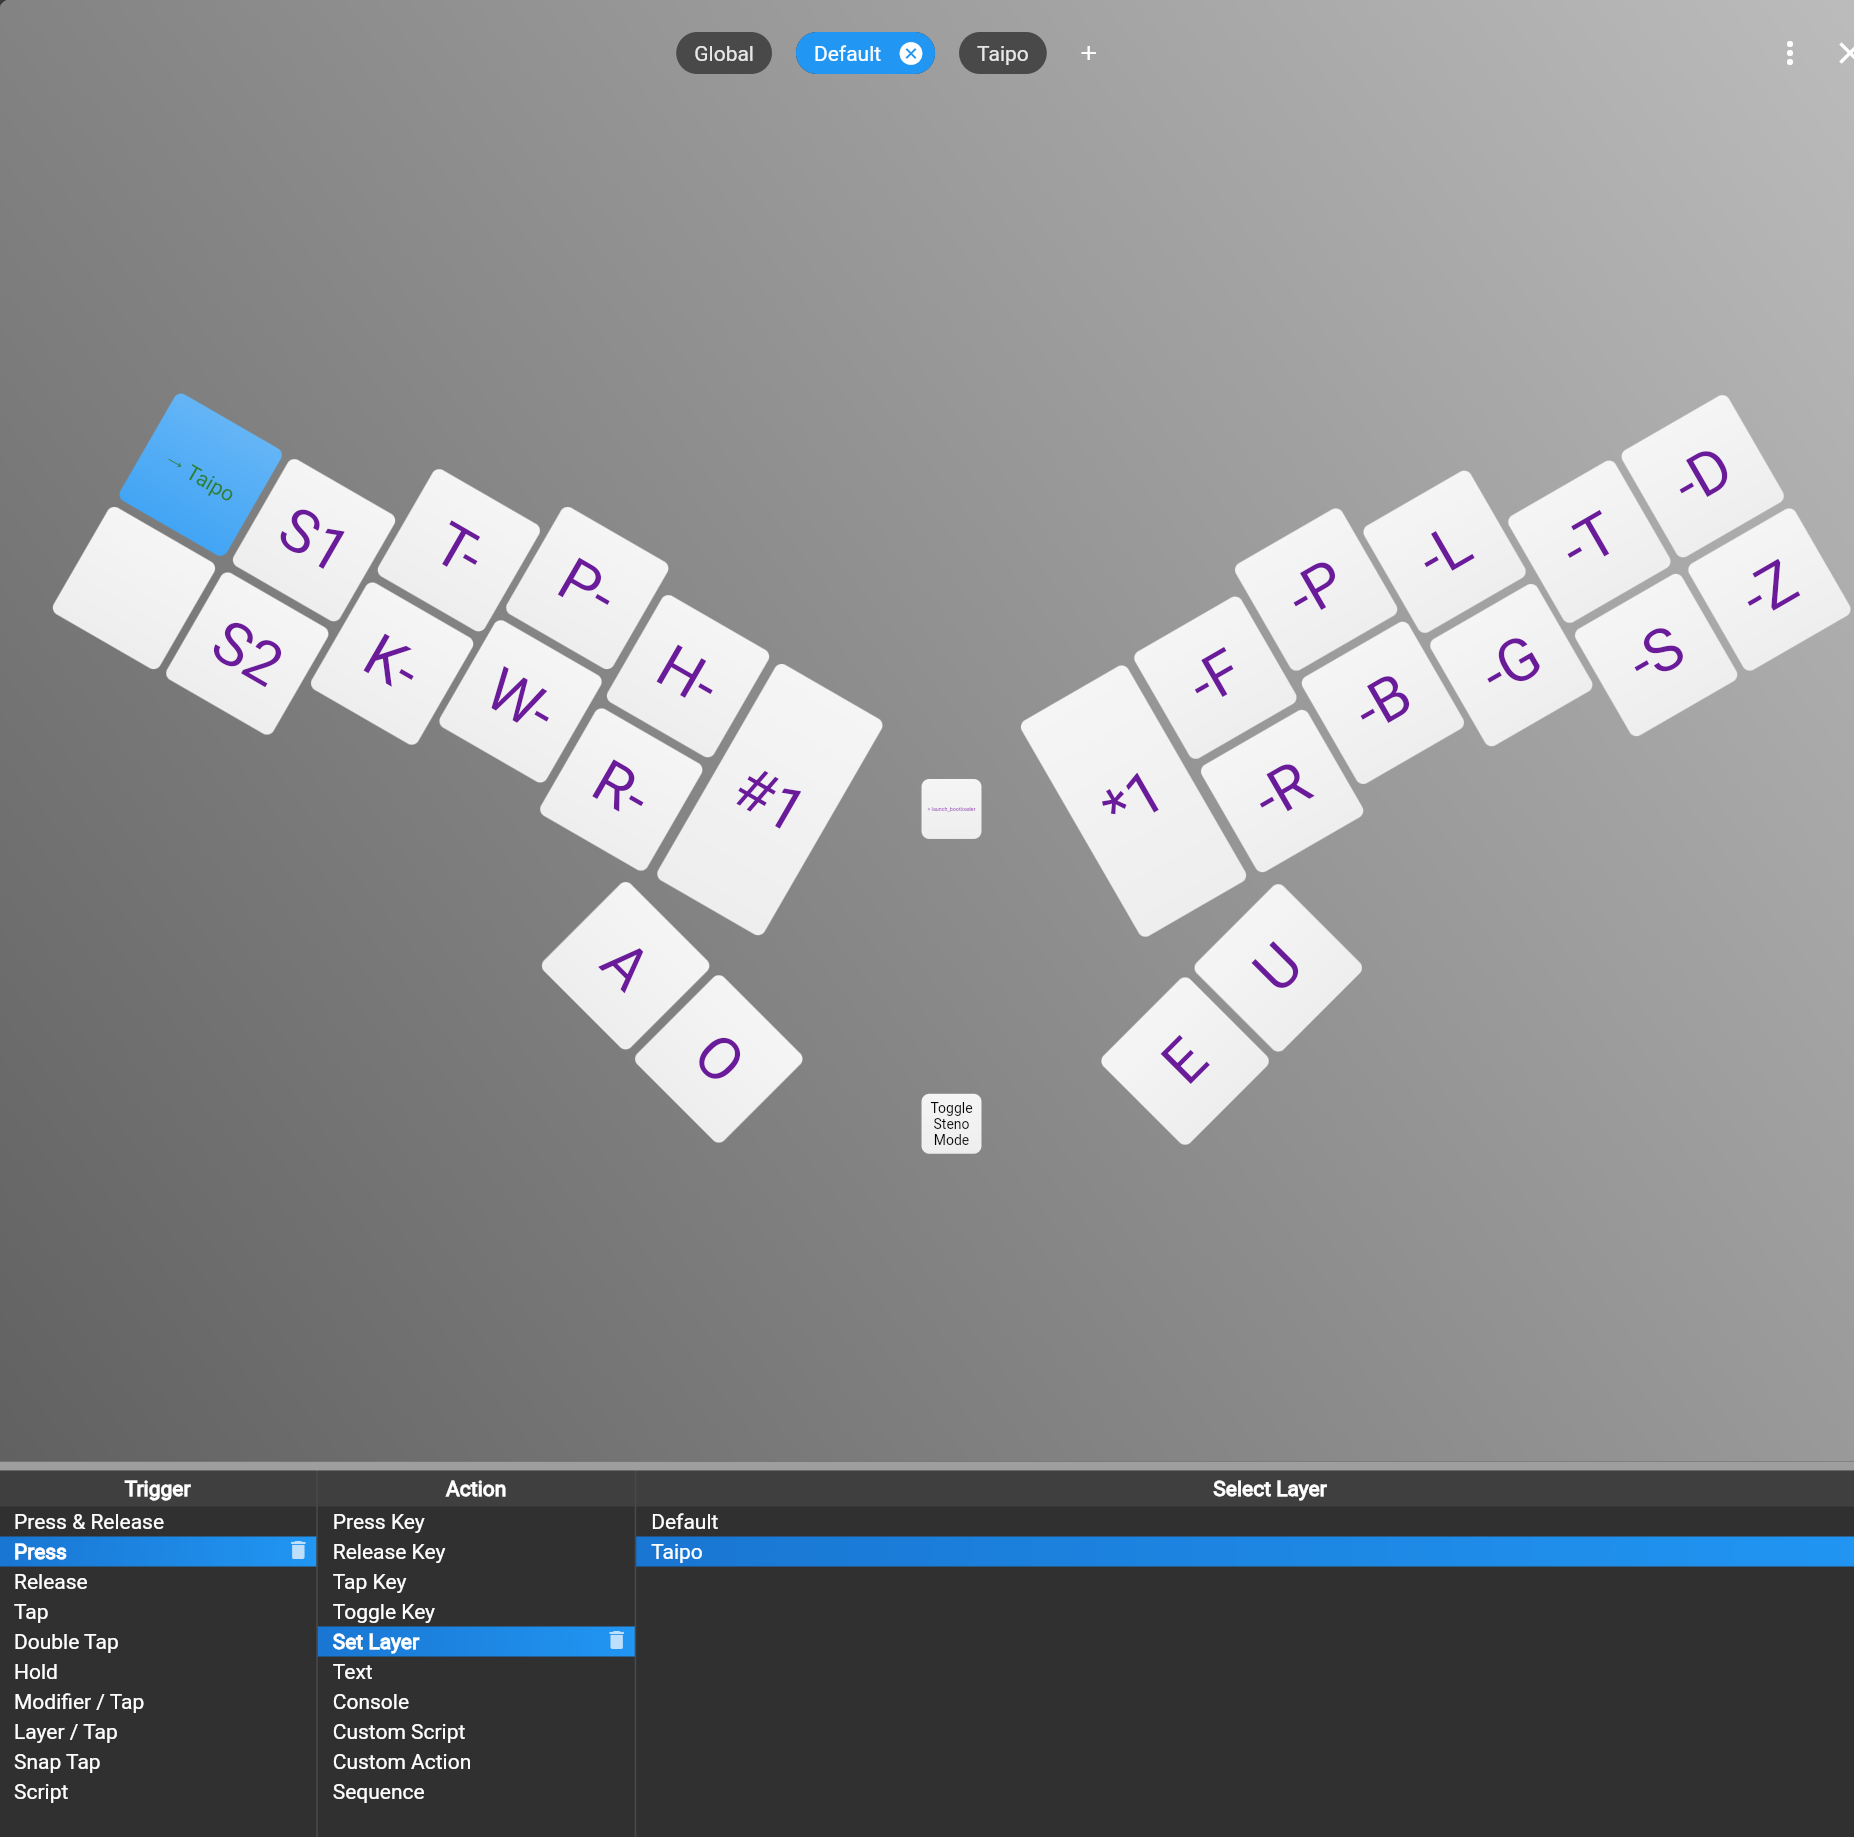 Global
Default
Taipo
+
→ Taipo
S1
T-
P-
H-
#1
S2
K-
W-
R-
A
O
launch_bootloader
Toggle
Steno
Mode
*1
-F
-P
-L
-T
-D
-R
-B
-G
-S
-Z
U
E
Trigger
Action
Select Layer
Press & Release
Press Key
Default
Press
Release Key
Taipo
Release
Tap Key
Tap
Toggle Key
Double Tap
Set Layer
Hold
Text
Modifier / Tap
Console
Layer / Tap
Custom Script
Snap Tap
Custom Action
Script
Sequence